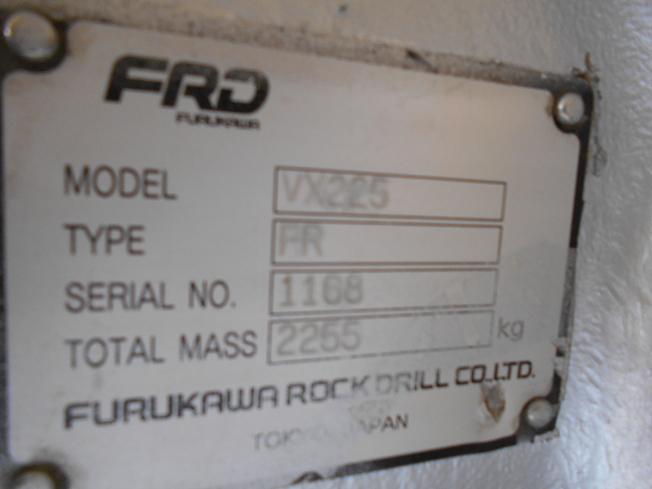 FRD
FURUKAWA
MODEL VX225
TYPE FR
SERIAL NO. 1168
TOTAL MASS 2255 kg
FURUKAWA ROCK DRILL CO.LTD.
TOKYO, JAPAN